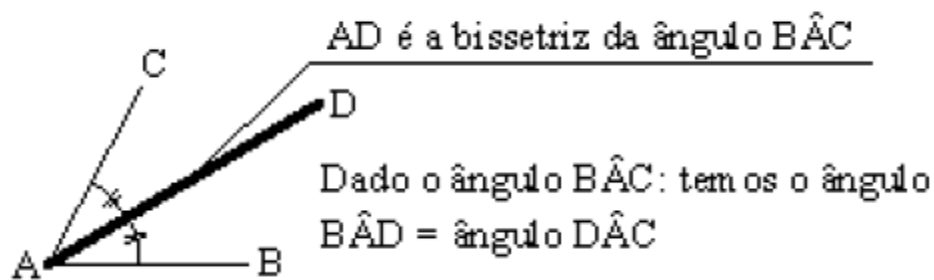 AD é a bissetriz da ângulo BÂC
C
D
Dado o ângulo BÂC: temos o ângulo
BÂD = ângulo DÂC
A
B